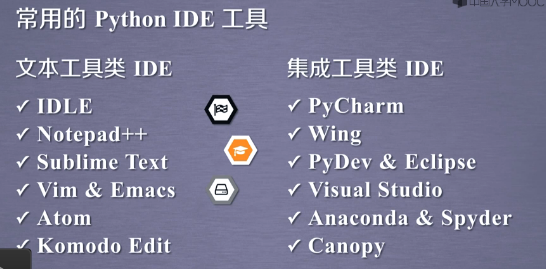 中国大学MOOC
常用的 Python IDE 工具
文本工具类 IDE
✓ IDLE
✓ Notepad++
✓ Sublime Text
✓ Vim & Emacs
✓ Atom
✓ Komodo Edit
集成工具类 IDE
✓ PyCharm
✓ Wing
✓ PyDev & Eclipse
✓ Visual Studio
✓ Anaconda & Spyder
✓ Canopy